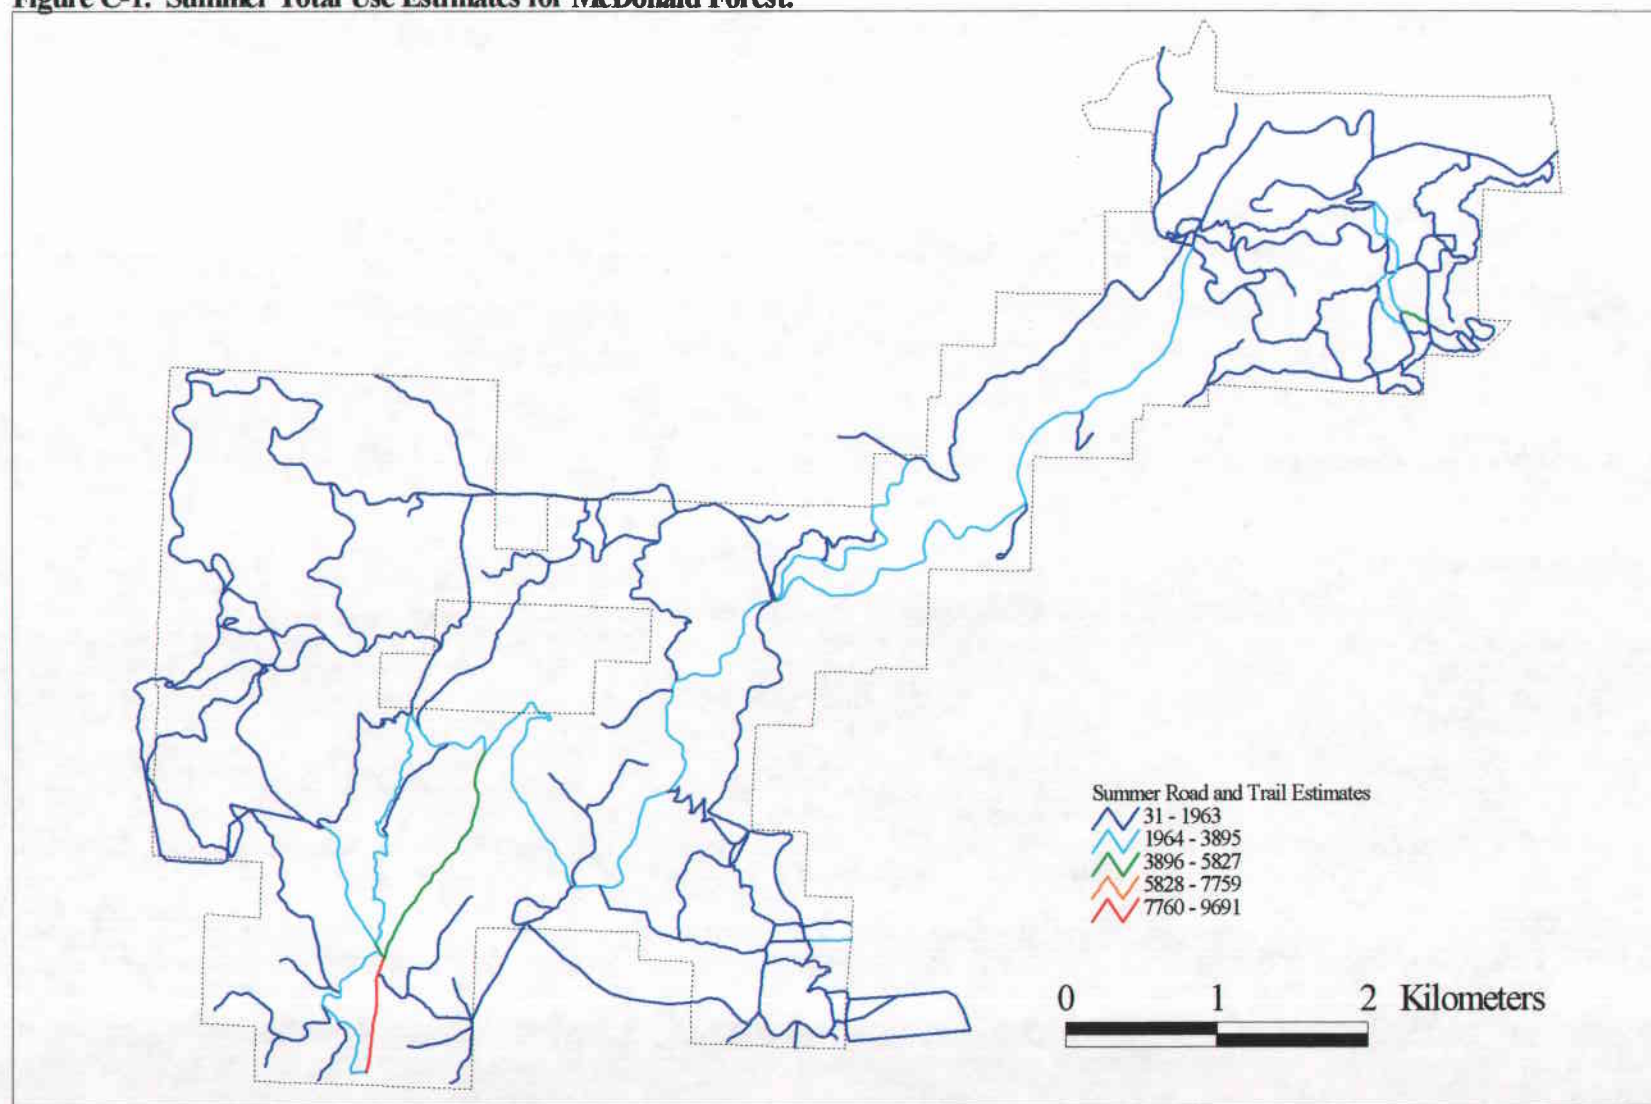 Figure C-1. Summer Total Use Estimates for McDonald Forest.
Summer Road and Trail Estimates
31 - 1963
1964 - 3895
3896 - 5827
5828 - 7759
7760 - 9691
0 1 2 Kilometers